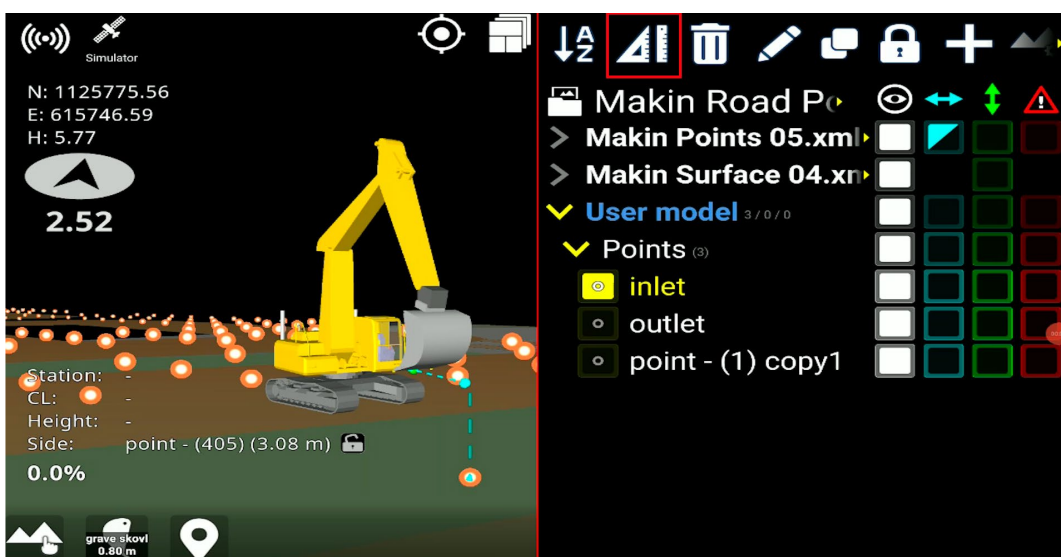 Simulator
N: 1125775.56
E: 615746.59
H: 5.77
2.52
Station: -
CL: -
Height: -
Side: point - (405) (3.08 m)
0.0%
grave skovl
0.80 m
A
Z
Makin Road Po
Makin Points 05.xml
Makin Surface 04.xm
User model 3 / 0 / 0
Points (3)
inlet
outlet
point - (1) copy1